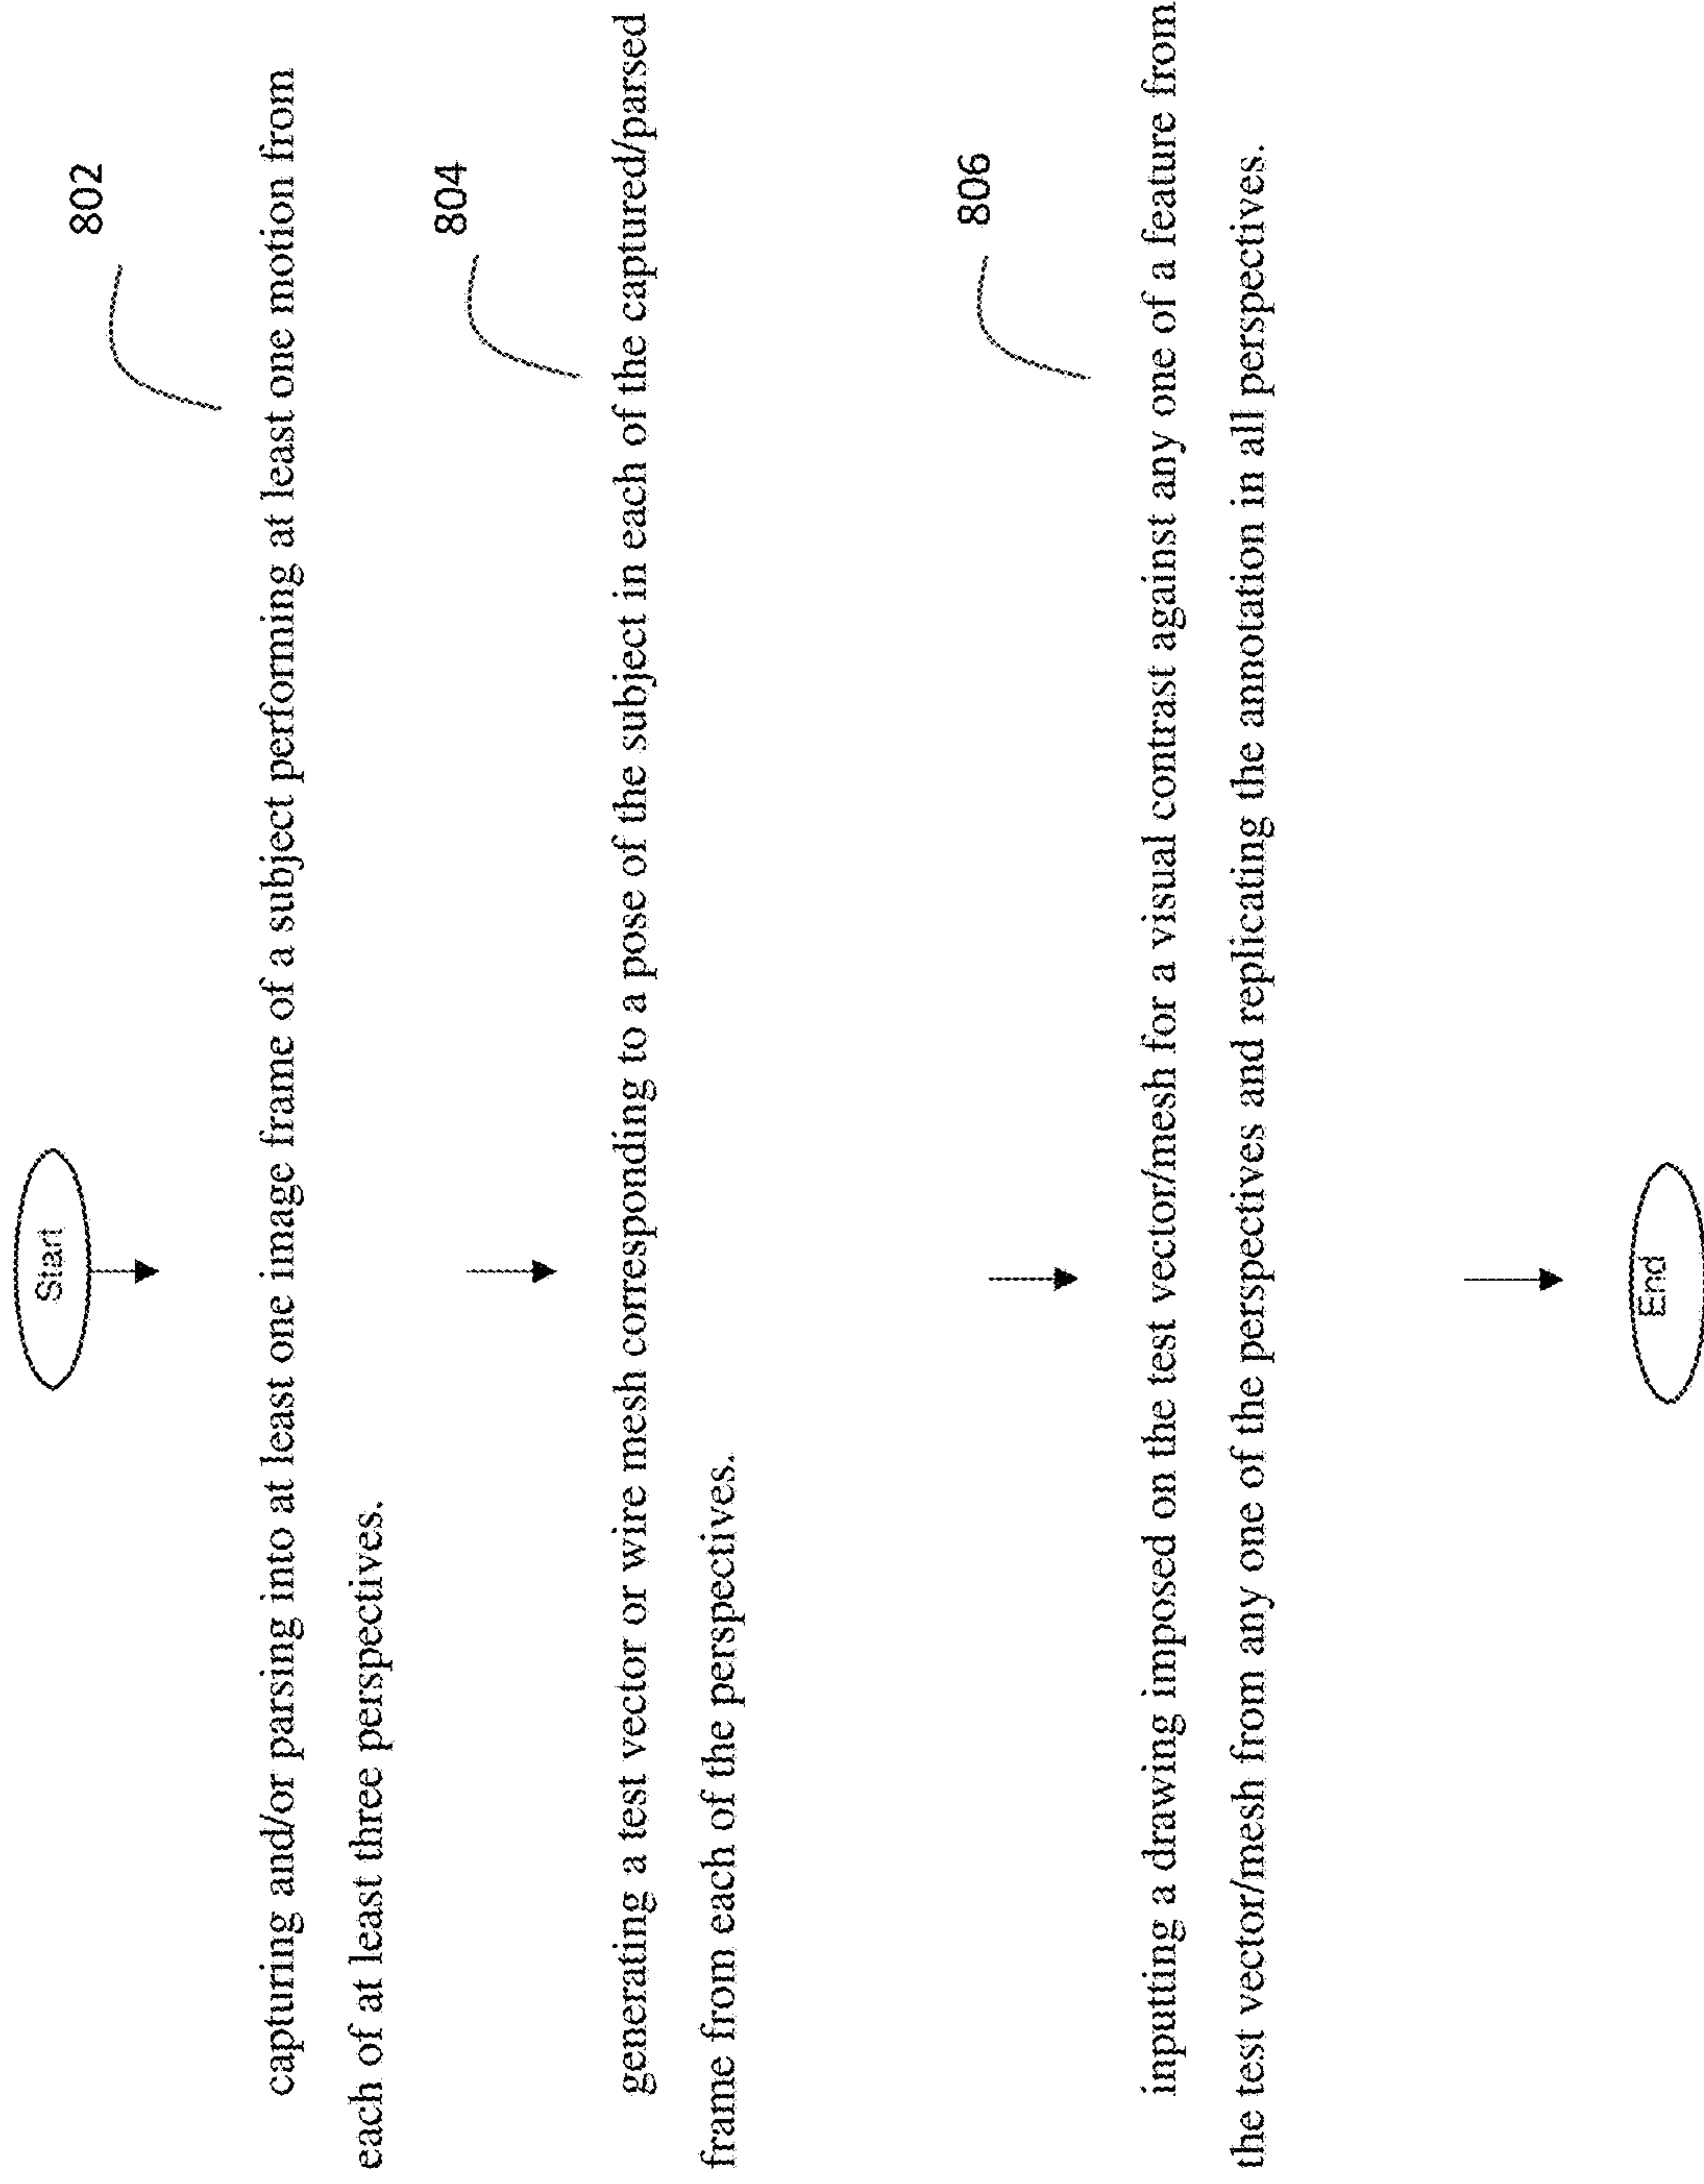 Start
802
capturing and/or parsing into at least one image frame of a subject performing at least one motion from
each of at least three perspectives.
804
generating a test vector or wire mesh corresponding to a pose of the subject in each of the captured/parsed
frame from each of the perspectives.
806
inputting a drawing imposed on the test vector/mesh for a visual contrast against any one of a feature from
the test vector/mesh from any one of the perspectives and replicating the annotation in all perspectives.
End